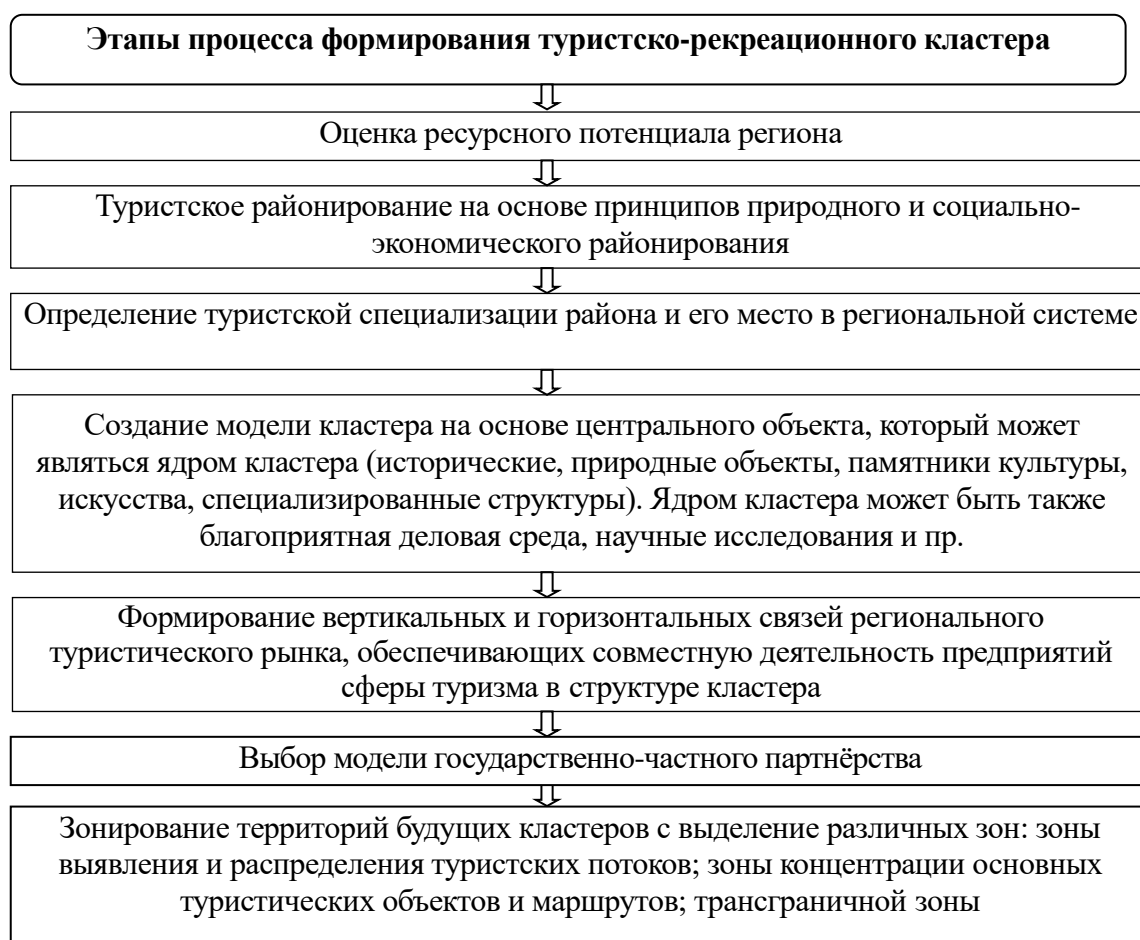 Этапы процесса формирования туристско-рекреационного кластера
Оценка ресурсного потенциала региона
Туристское районирование на основе принципов природного и социально-
экономического районирования
Определение туристской специализации района и его место в региональной системе
Создание модели кластера на основе центрального объекта, который может
являться ядром кластера (исторические, природные объекты, памятники культуры,
искусства, специализированные структуры). Ядром кластера может быть также
благоприятная деловая среда, научные исследования и пр.
Формирование вертикальных и горизонтальных связей регионального
туристического рынка, обеспечивающих совместную деятельность предприятий
сферы туризма в структуре кластера
Выбор модели государственно-частного партнёрства
Зонирование территорий будущих кластеров с выделение различных зон: зоны
выявления и распределения туристских потоков; зоны концентрации основных
туристических объектов и маршрутов; трансграничной зоны